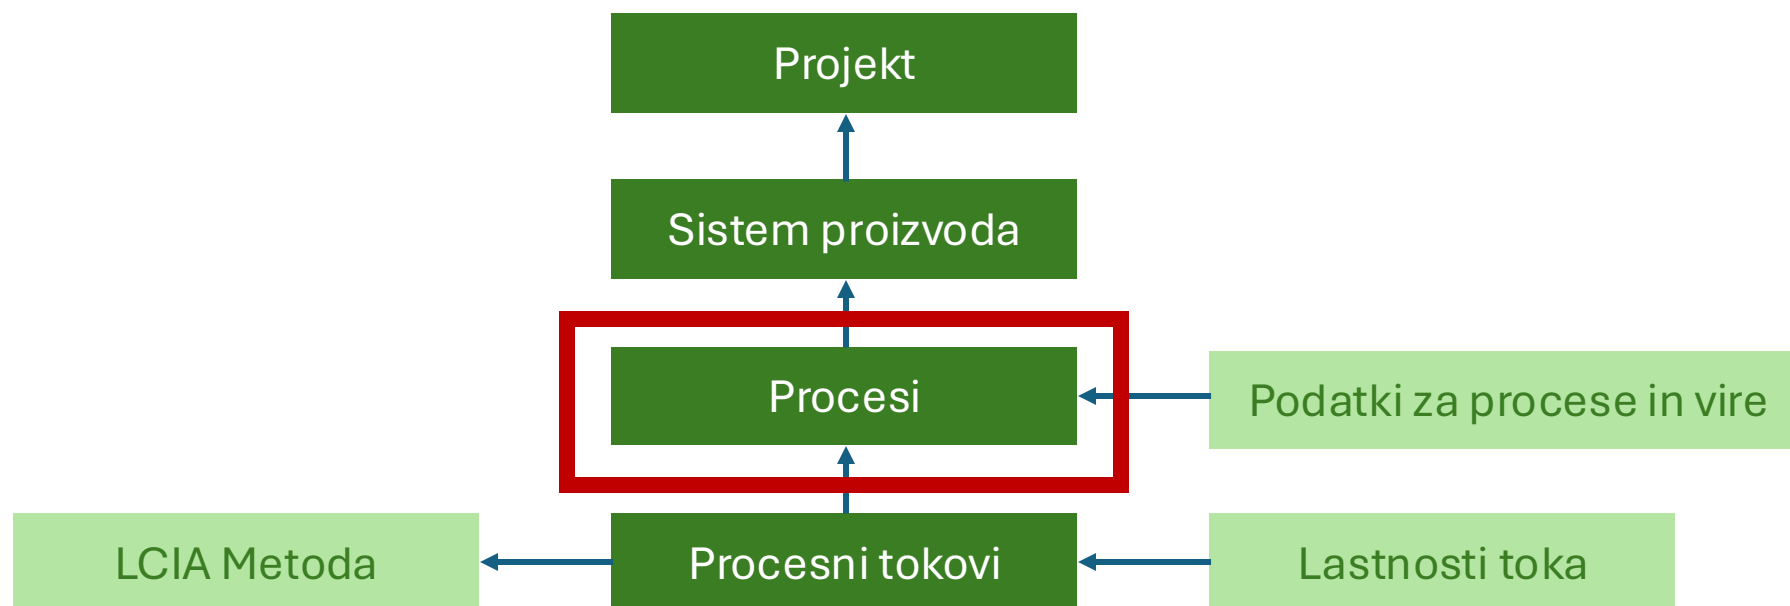 Projekt
Sistem proizvoda
Procesi
Podatki za procese in vire
LCIA Metoda
Procesni tokovi
Lastnosti toka